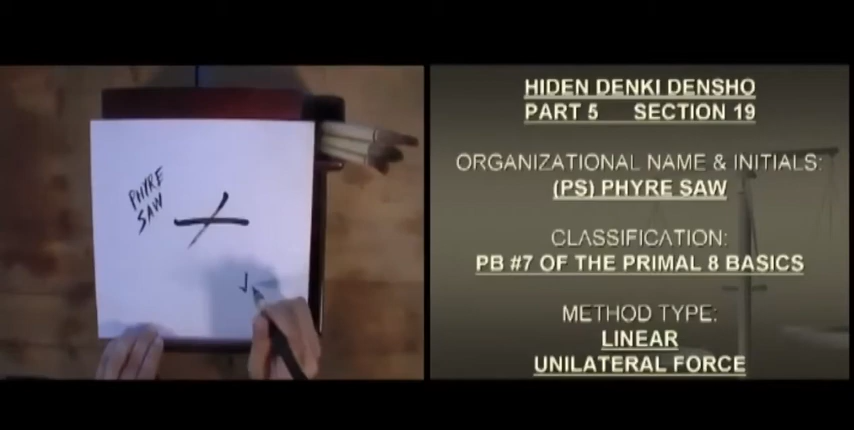 PHYRE
SAW
HIDEN DENKI DENSHO
PART 5 SECTION 19
ORGANIZATIONAL NAME & INITIALS:
(PS) PHYRE SAW
CLASSIFICATION:
PB #7 OF THE PRIMAL 8 BASICS
METHOD TYPE:
LINEAR
UNILATERAL FORCE